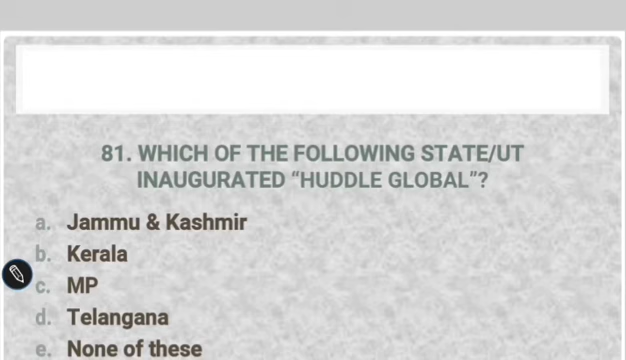 81. WHICH OF THE FOLLOWING STATE/UT
INAUGURATED “HUDDLE GLOBAL”?
a. Jammu & Kashmir
b. Kerala
c. MP
d. Telangana
e. None of these